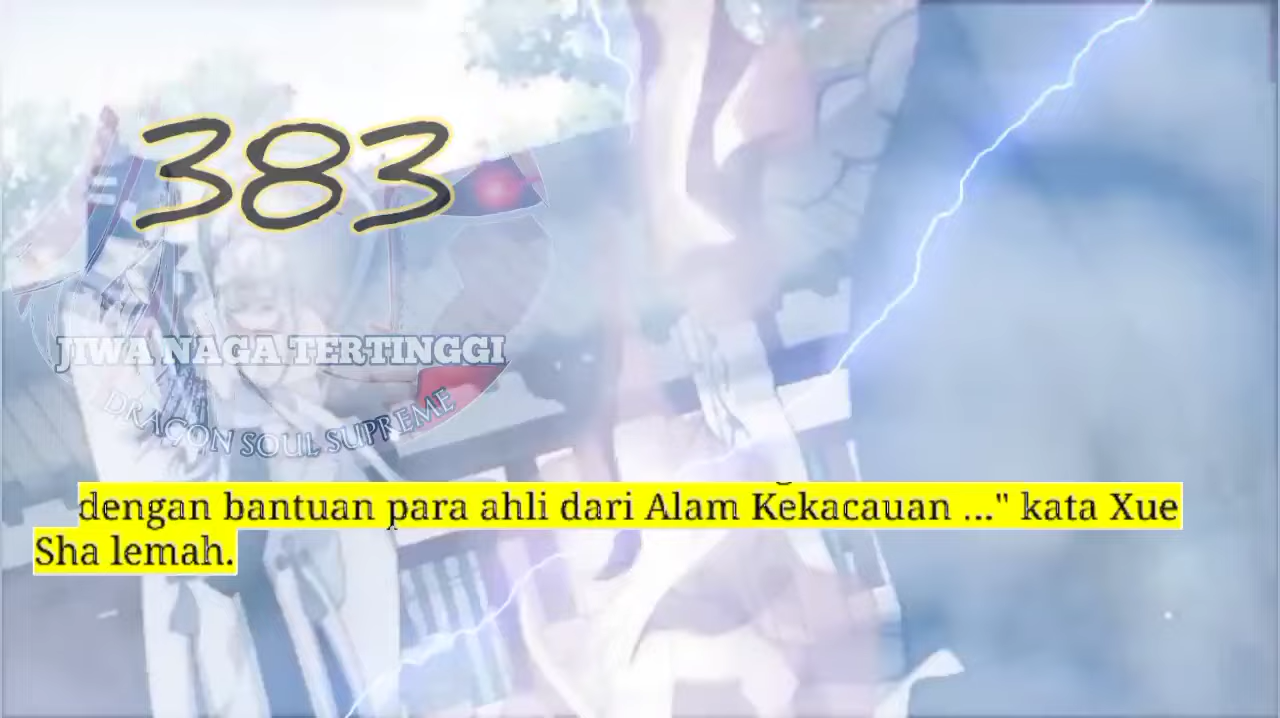 383
JIWA NAGA TERTINGGI
DRAGON SOUL SUPREME
dengan bantuan para ahli dari Alam Kekacauan ..." kata Xue
Sha lemah.